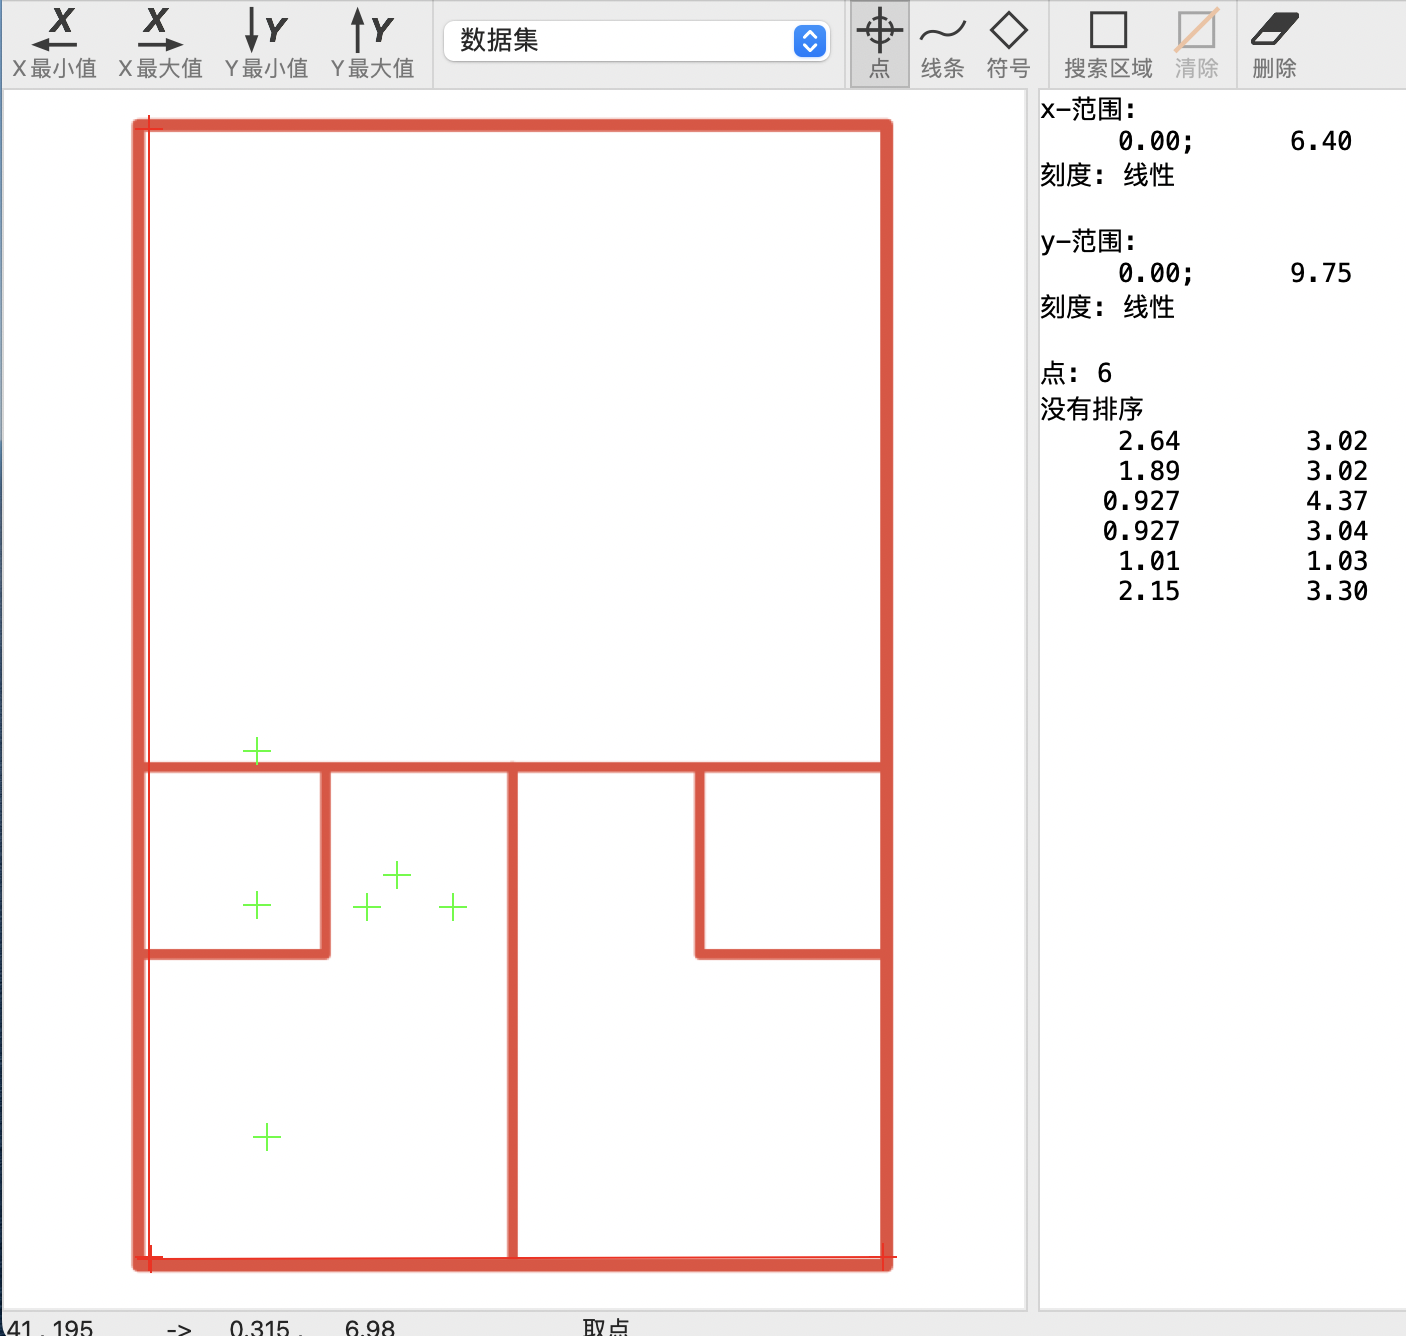 X Y Y
X最小值 X最大值 Y最小值 Y最大值 数据集 点 线条 符号 搜索区域 清除 删除
x-范围:
0.00; 6.40
刻度: 线性
y-范围:
0.00; 9.75
刻度: 线性
点: 6
没有排序
2.64 3.02
1.89 3.02
0.927 4.37
0.927 3.04
1.01 1.03
2.15 3.30
41, 195 -> 0.315, 6.98 取点